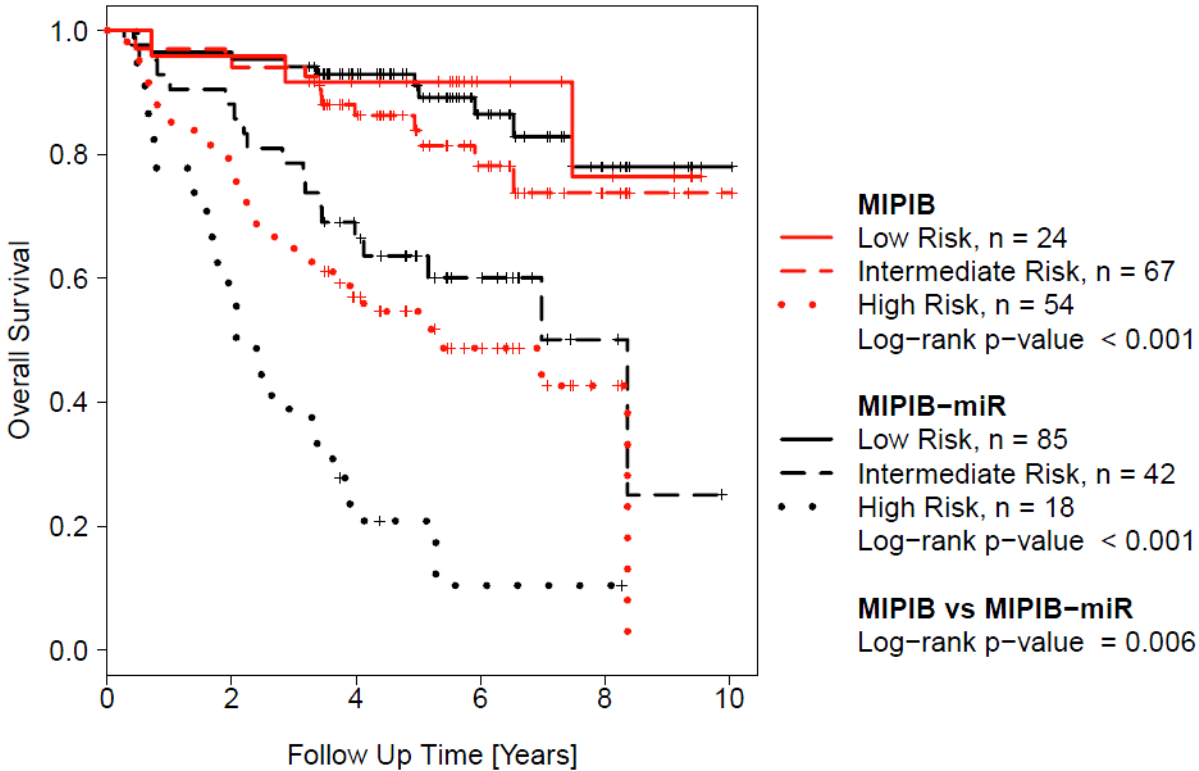 Overall Survival
1.0
0.8
0.6
0.4
0.2
0.0
0 2 4 6 8 10
Follow Up Time [Years]
MIPIB
Low Risk, n = 24
Intermediate Risk, n = 67
High Risk, n = 54
Log−rank p−value < 0.001
MIPIB−miR
Low Risk, n = 85
Intermediate Risk, n = 42
High Risk, n = 18
Log−rank p−value < 0.001
MIPIB vs MIPIB−miR
Log−rank p−value = 0.006